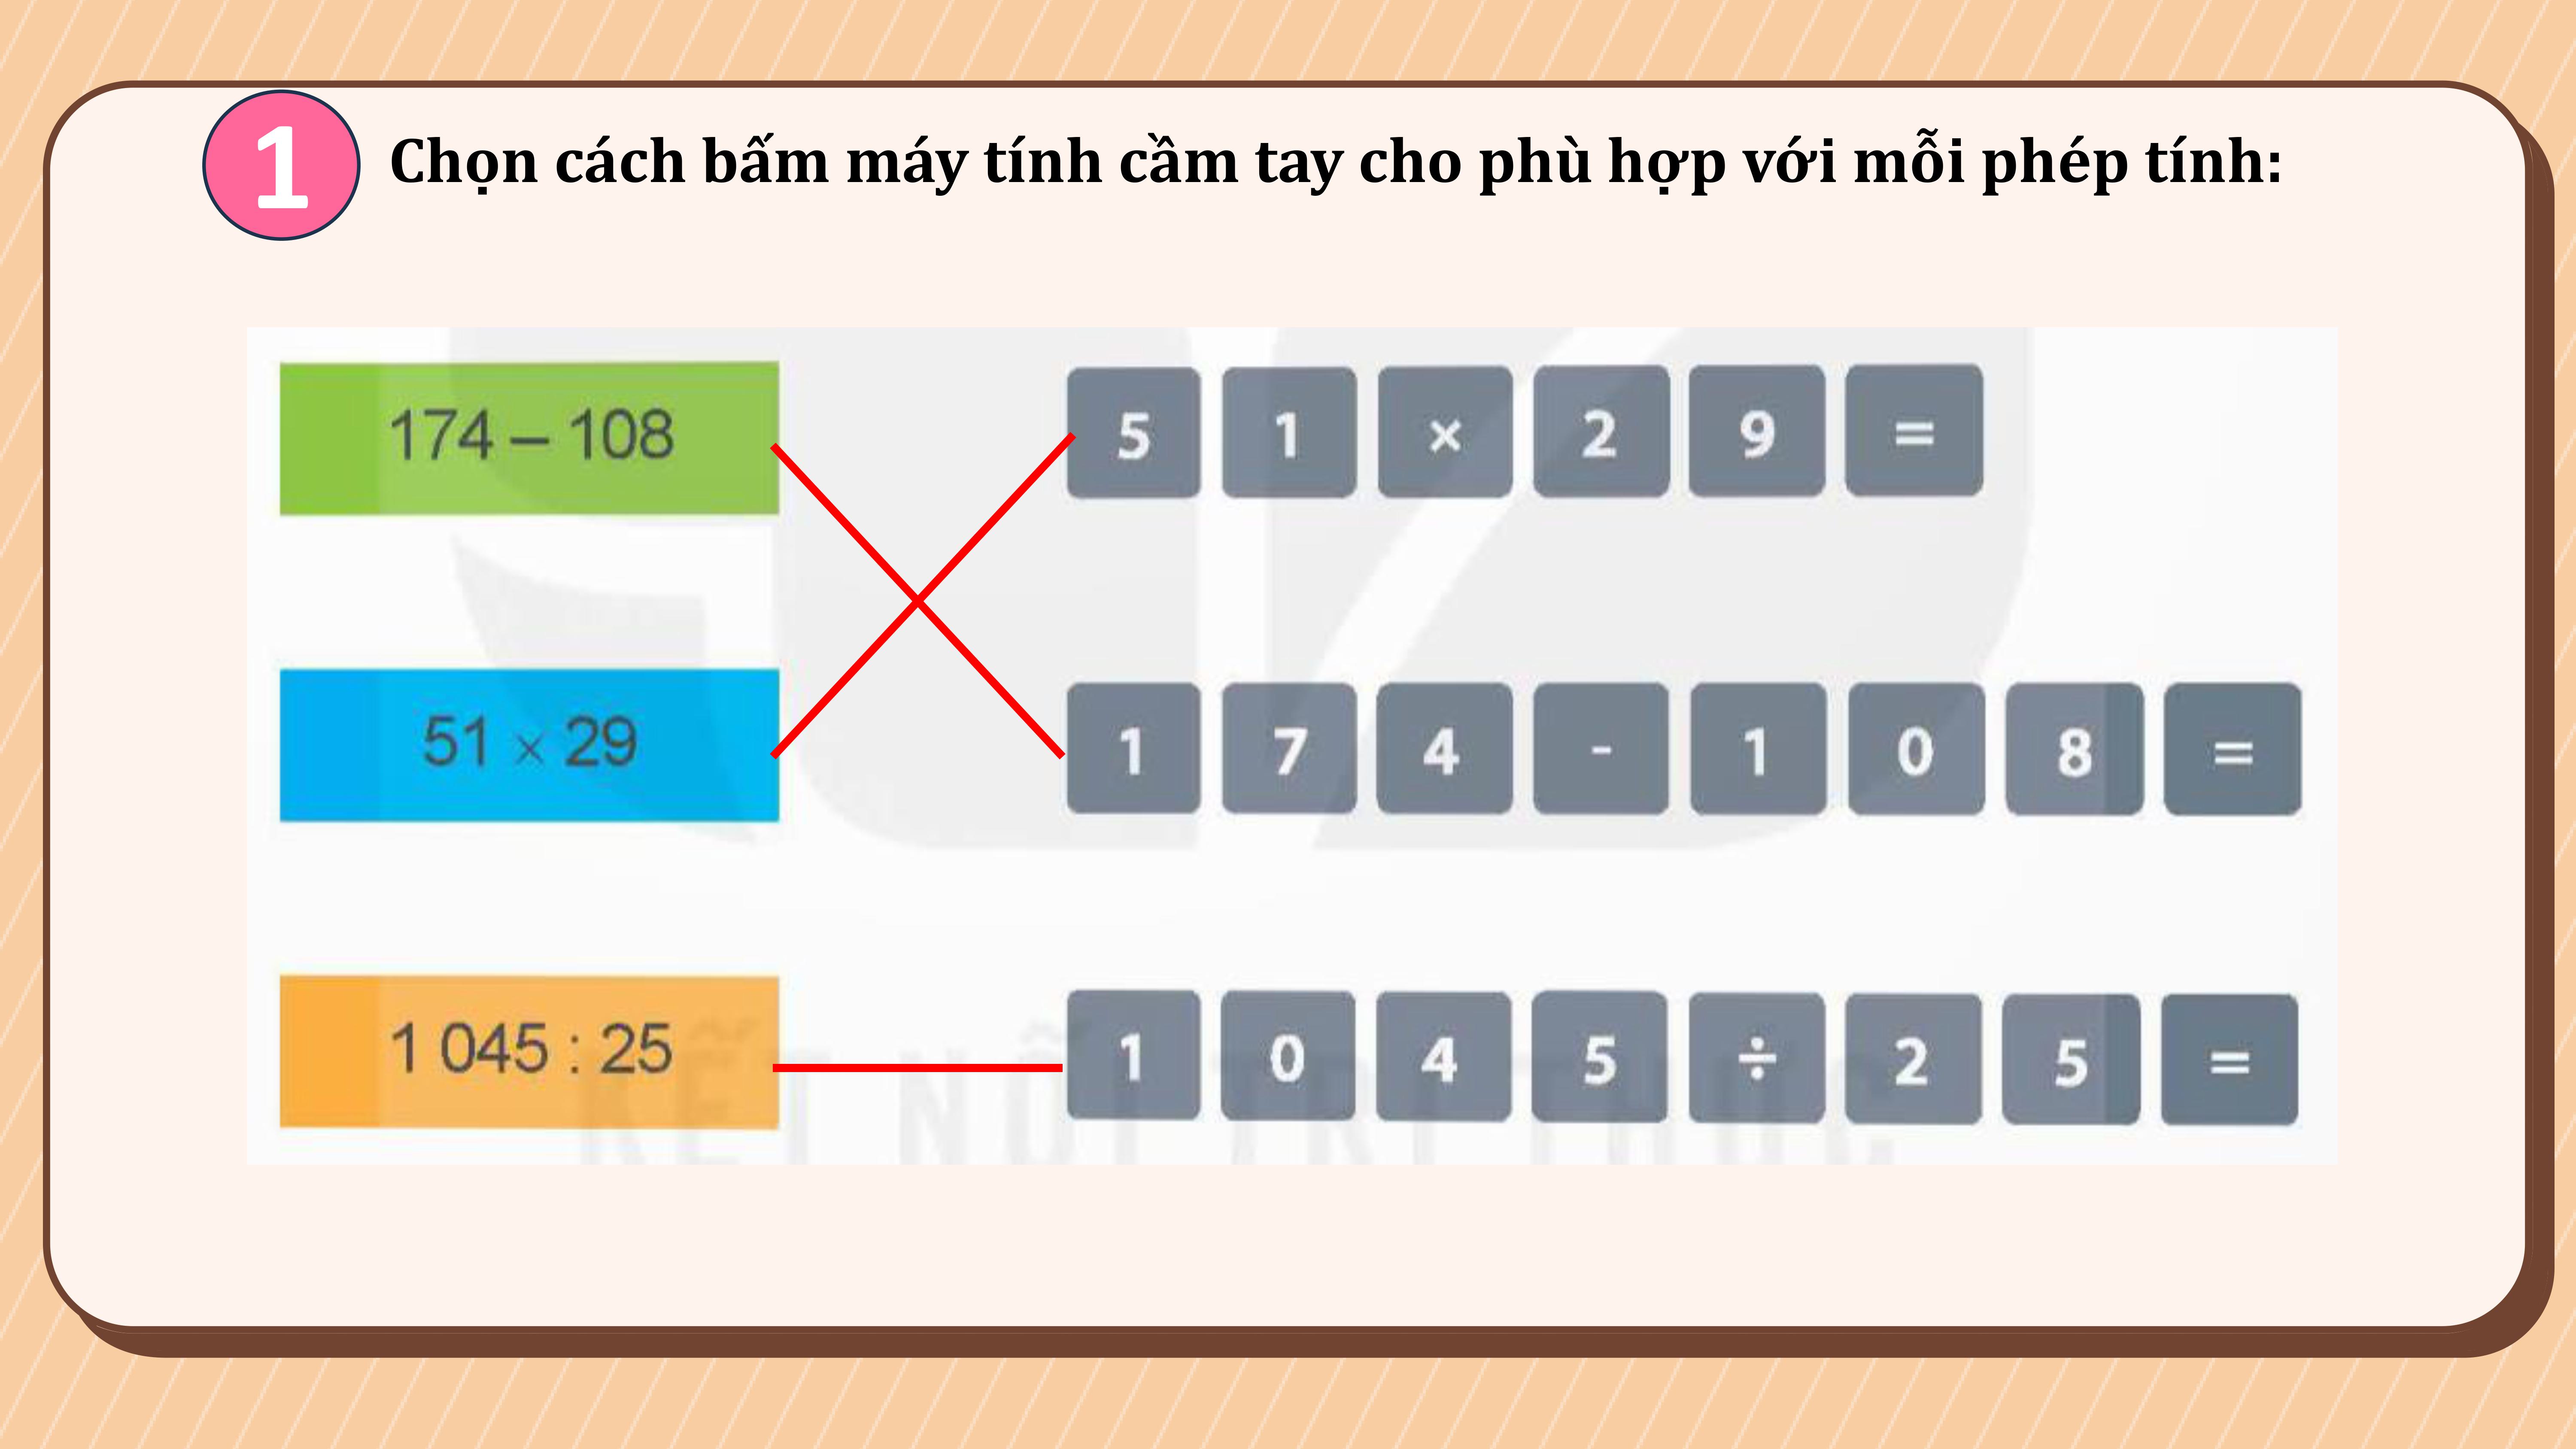 1 Chọn cách bấm máy tính cầm tay cho phù hợp với mỗi phép tính:
174 – 108
5 1 × 2 9 =
51 × 29
1 7 4 - 1 0 8 =
1 045 : 25
1 0 4 5 ÷ 2 5 =
KẾT NỐI TRI THỨC